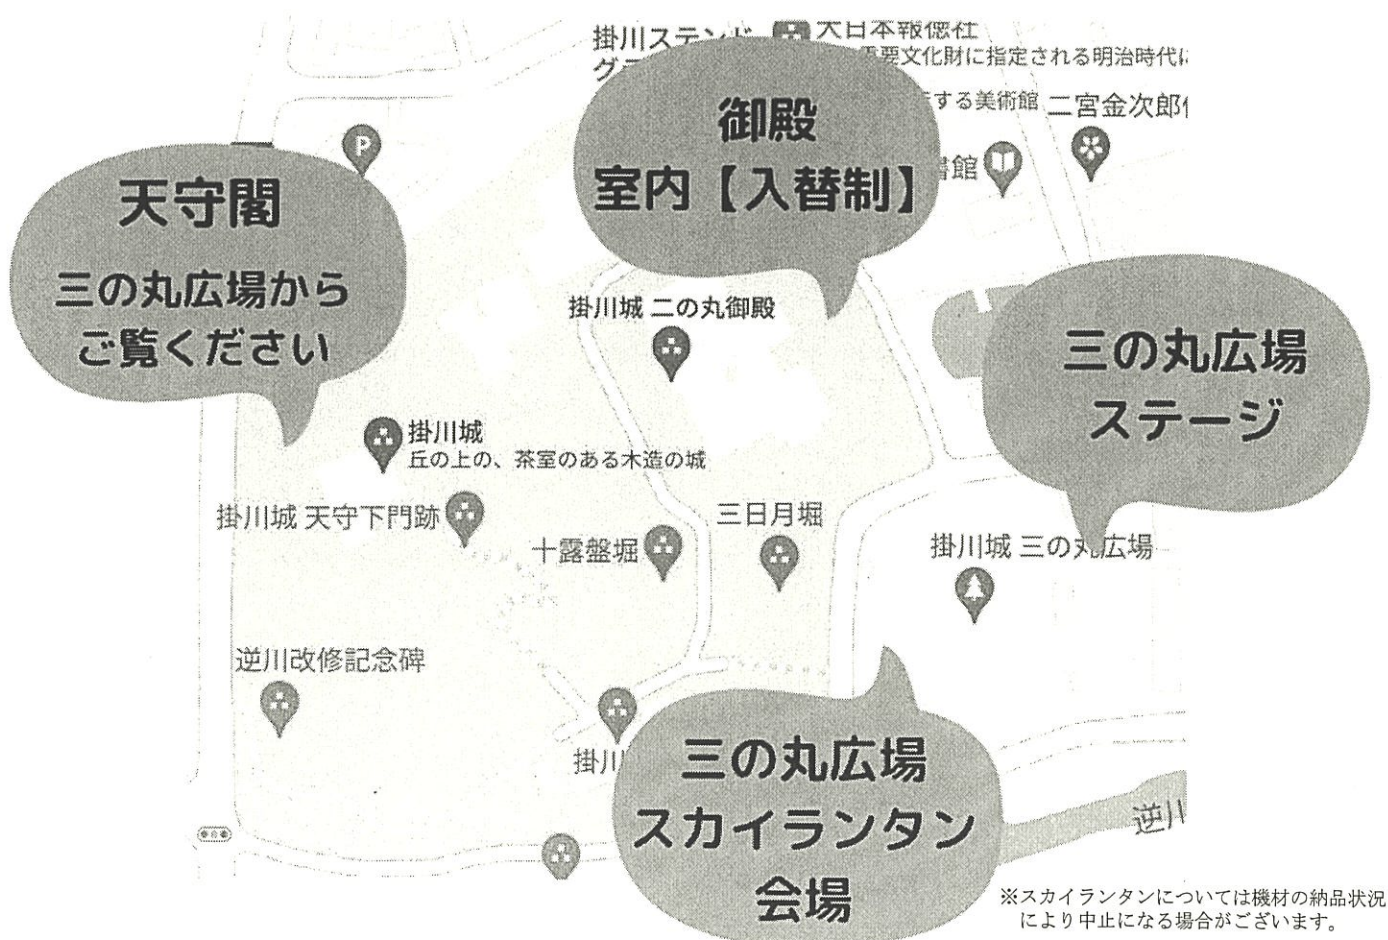 掛川ステンド
大日本報徳社
重要文化財に指定される明治時代に
する美術館
二宮金次郎
書館
P
御殿
室内【入替制】
天守閣
三の丸広場から
ご覧ください
掛川城 二の丸御殿
三の丸広場
ステージ
掛川城
丘の上の、茶室のある木造の城
掛川城 天守下門跡
十露盤堀
三日月堀
掛川城 三の丸広場
逆川改修記念碑
掛川
三の丸広場
スカイランタン
会場
逆川
※スカイランタンについては機材の納品状況
により中止になる場合がございます。